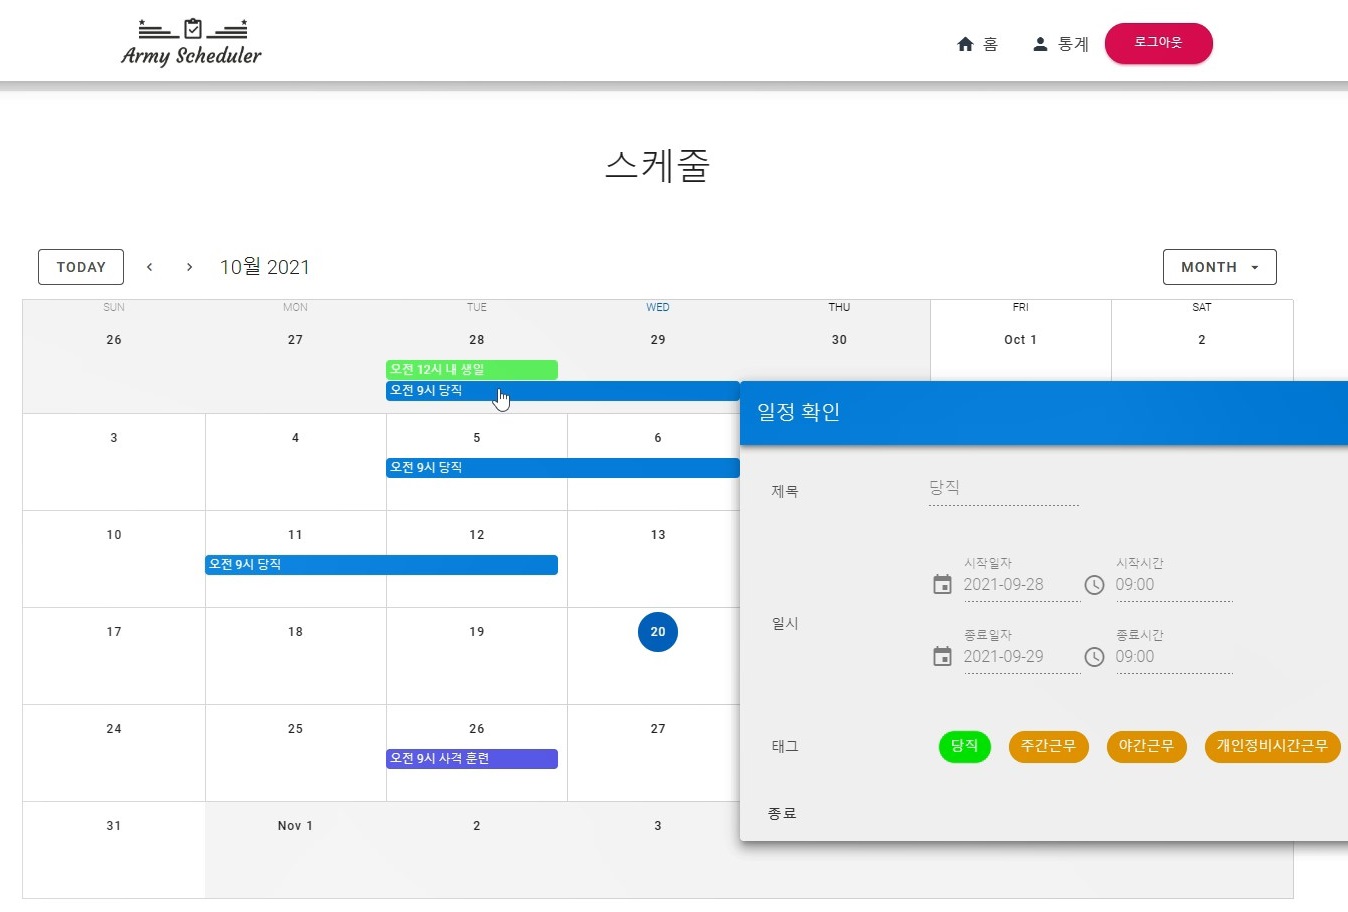 Army Scheduler
홈
통계
로그아웃
스케줄
TODAY
10월 2021
MONTH
SUN MON TUE WED THU FRI SAT
26 27 28 29 30 Oct 1 2
오전 12시 내 생일
오전 9시 당직
3 4 5 6
오전 9시 당직
10 11 12 13
오전 9시 당직
17 18 19 20
24 25 26 27
오전 9시 사격 훈련
31 Nov 1 2 3
일정 확인
제목 당직
시작일자 시작시간
2021-09-28 09:00
일시
종료일자 종료시간
2021-09-29 09:00
태그 당직 주간근무 야간근무 개인정비시간근무
종료